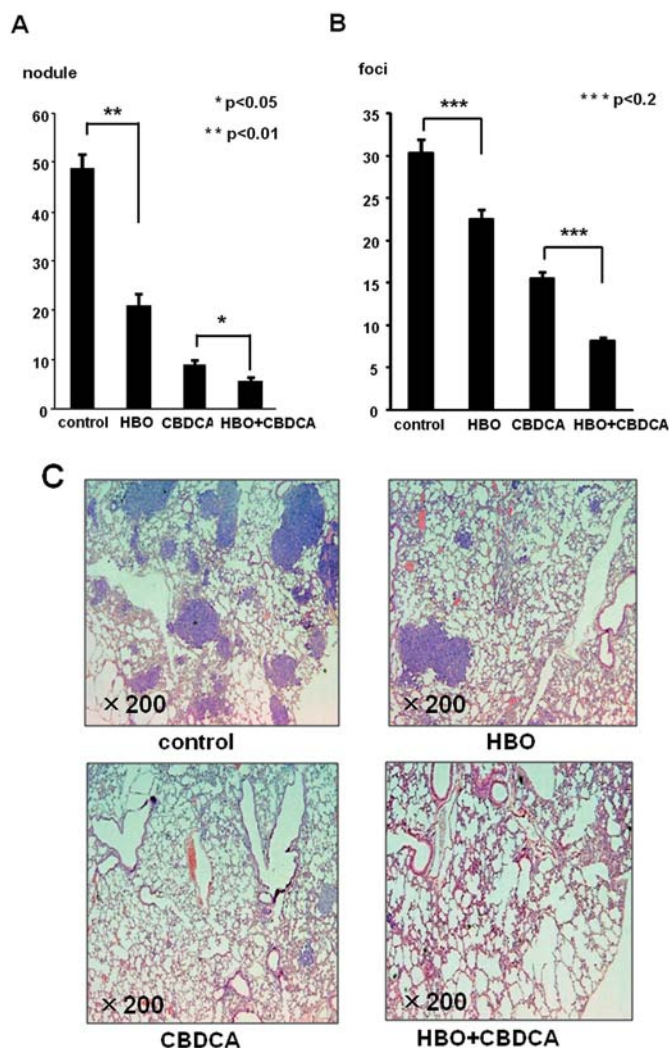 A
nodule
* p<0.05
** p<0.01
60
50
40
30
20
10
0
**
*
control HBO CBDCA HBO+CBDCA
B
foci
*** p<0.2
35
30
25
20
15
10
5
0
***
***
control HBO CBDCA HBO+CBDCA
C
×200
control
×200
HBO
×200
CBDCA
×200
HBO+CBDCA